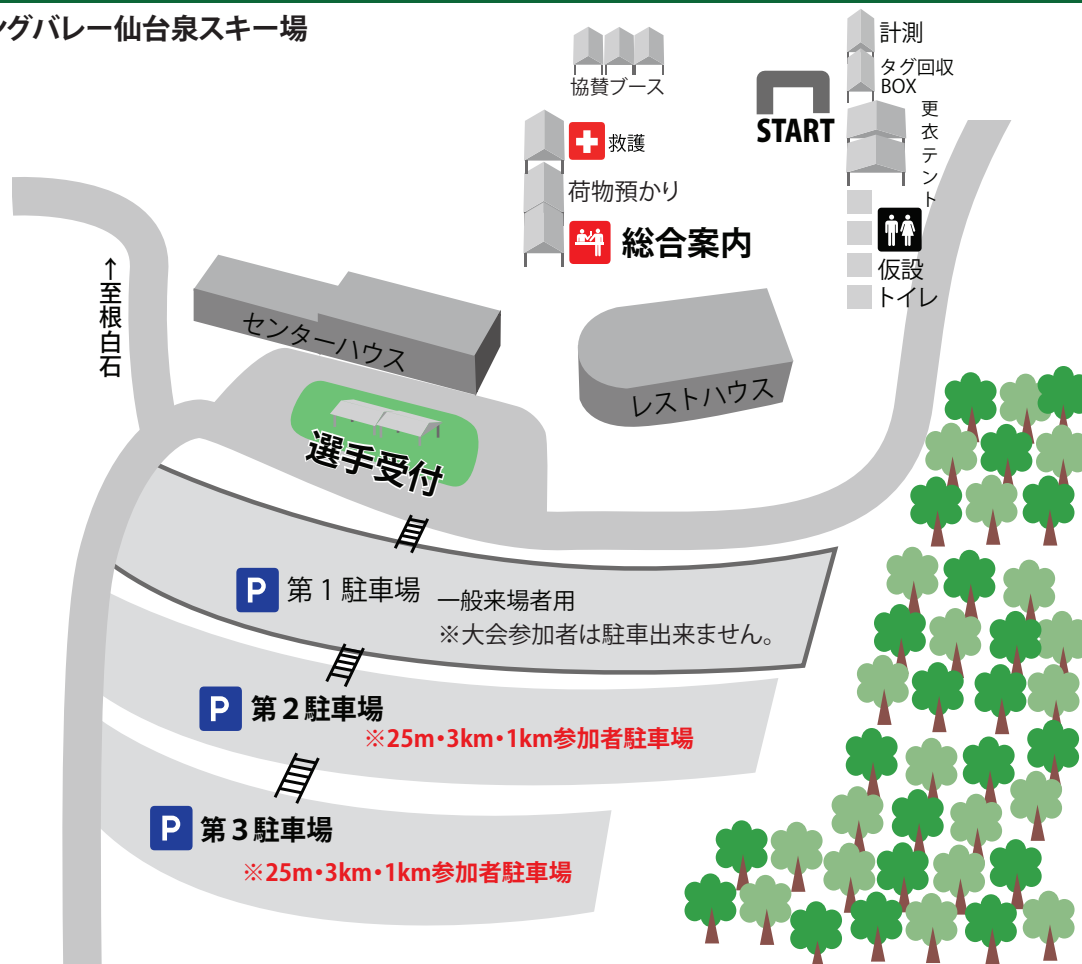 ングバレー仙台泉スキー場
計測
タグ回収
BOX
協賛ブース
START
更衣テント
救護
荷物預かり
総合案内
仮設
トイレ
↑至根白石
センターハウス
レストハウス
選手受付
P 第1駐車場 一般来場者用
※大会参加者は駐車出来ません。
P 第2駐車場
※25m・3km・1km参加者駐車場
P 第3駐車場
※25m・3km・1km参加者駐車場